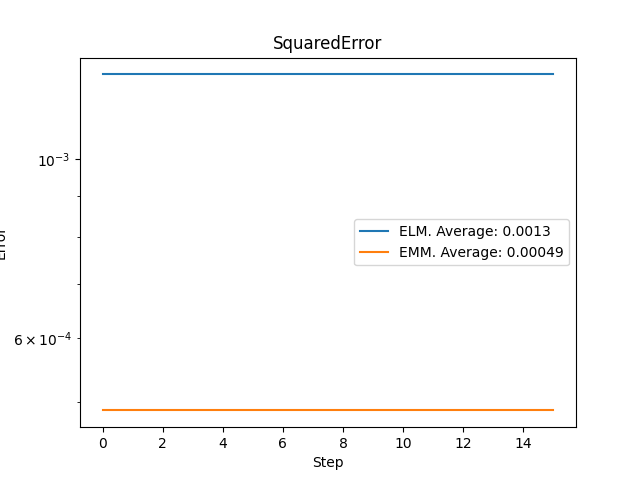 SquaredError
10⁻³
6 × 10⁻⁴
Error
ELM. Average: 0.0013
EMM. Average: 0.00049
0 2 4 6 8 10 12 14
Step